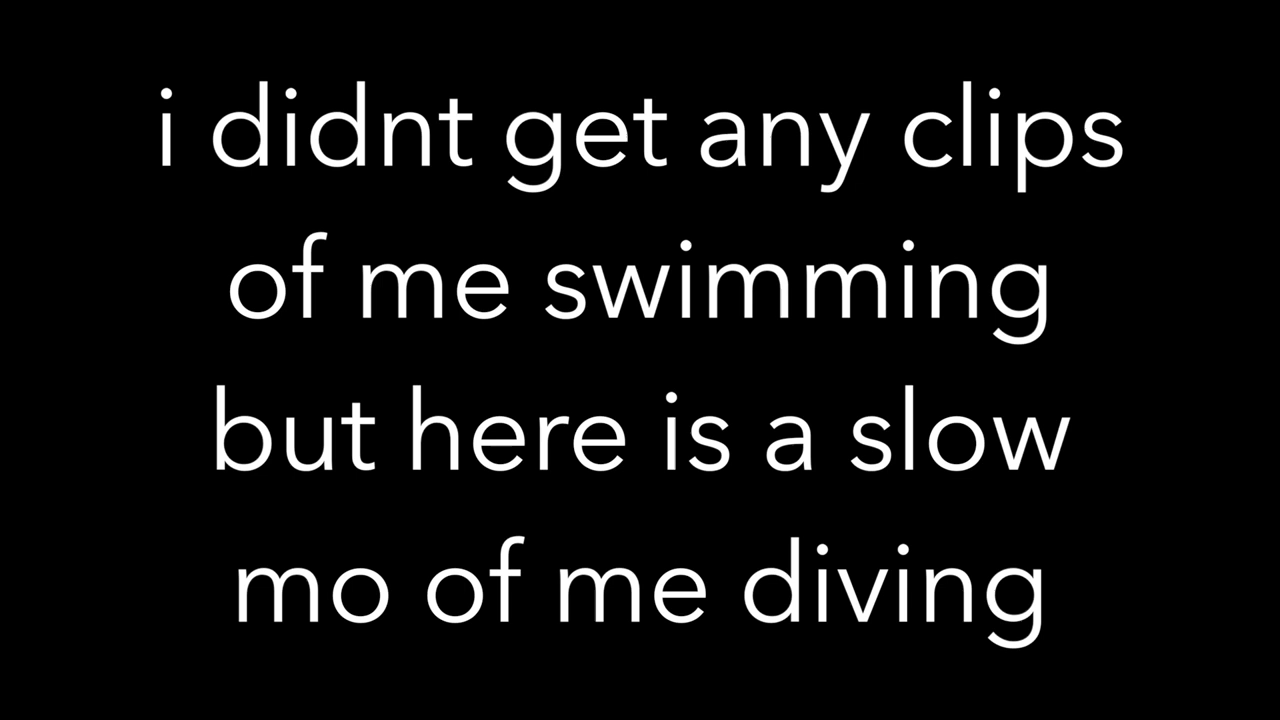 i didnt get any clips
of me swimming
but here is a slow
mo of me diving